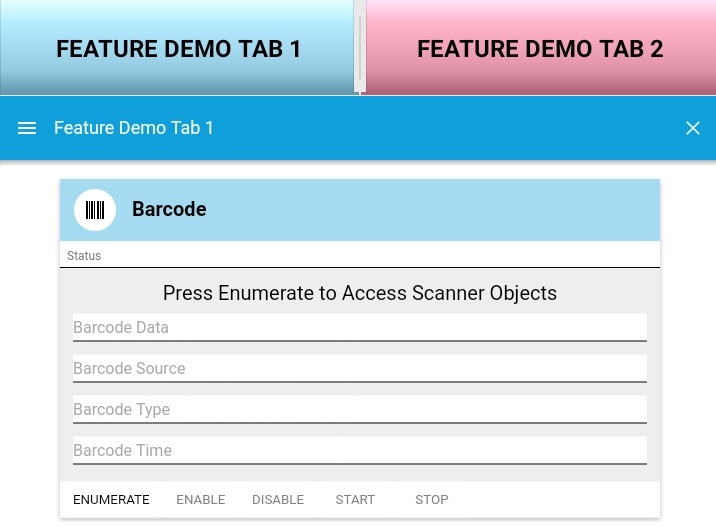 FEATURE DEMO TAB 1
FEATURE DEMO TAB 2
Feature Demo Tab 1
Barcode
Status
Press Enumerate to Access Scanner Objects
Barcode Data
Barcode Source
Barcode Type
Barcode Time
ENUMERATE ENABLE DISABLE START STOP